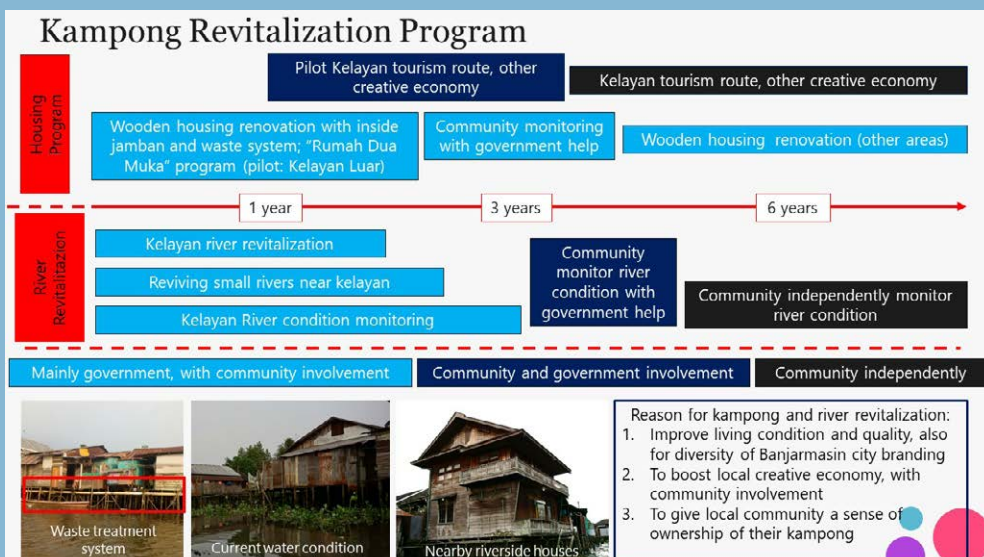 Kampong Revitalization Program
Housing
Program
Pilot Kelayan tourism route, other
creative economy
Kelayan tourism route, other creative economy
Wooden housing renovation with inside
jamban and waste system; “Rumah Dua
Muka” program (pilot: Kelayan Luar)
Community monitoring
with government help
Wooden housing renovation (other areas)
1 year
3 years
6 years
River
Revitalitazion
Kelayan river revitalization
Reviving small rivers near kelayan
Kelayan River condition monitoring
Community
monitor river
condition with
government help
Community independently monitor
river condition
Mainly government, with community involvement
Community and government involvement
Community independently
Waste treatment
system
Current water condition
Nearby riverside houses
Reason for kampong and river revitalization:
1. Improve living condition and quality, also
for diversity of Banjarmasin city branding
2. To boost local creative economy, with
community involvement
3. To give local community a sense of
ownership of their kampong